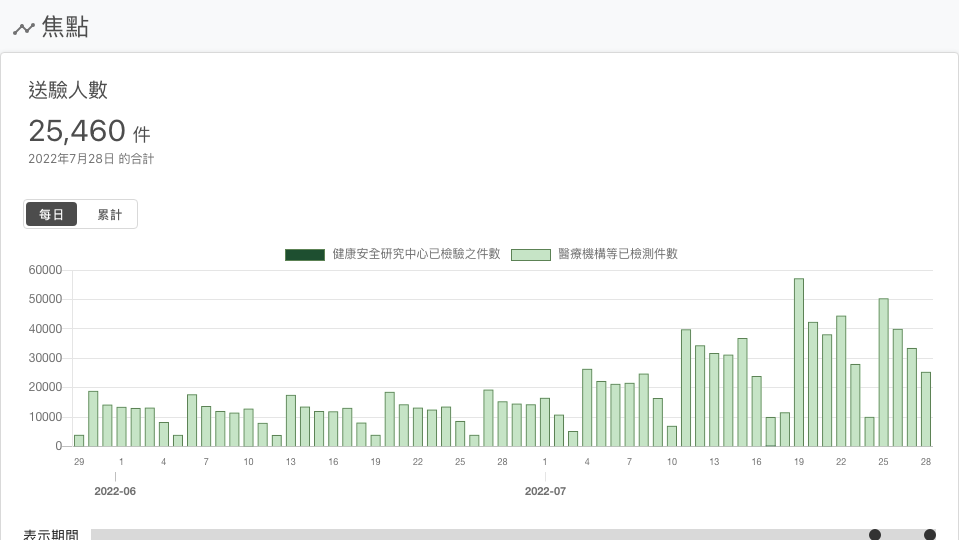 焦點
送驗人數
25,460 件
2022年7月28日 的合計
每日 累計
健康安全研究中心已檢驗之件數 醫療機構等已檢測件數
60000
50000
40000
30000
20000
10000
0
29 1 4 7 10 13 16 19 22 25 28 1 4 7 10 13 16 19 22 25 28
2022-06 2022-07
表示期間